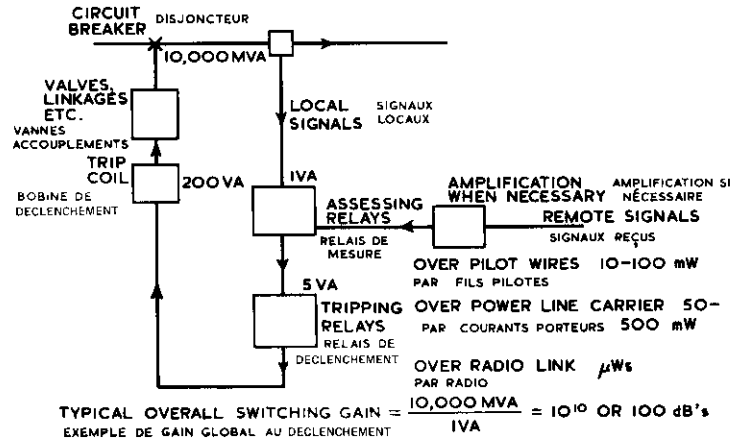 CIRCUIT
BREAKER DISJONCTEUR
10,000 MVA
VALVES,
LINKAGES
ETC.
VANNES
ACCOUPLEMENTS
TRIP
COIL
200 VA
BOBINE DE
DECLENCHEMENT
LOCAL
SIGNALS
SIGNAUX
LOCAUX
1VA
ASSESSING
RELAYS
RELAIS DE
MESURE
AMPLIFICATION
WHEN NECESSARY
AMPLIFICATION SI
NÉCESSAIRE
REMOTE SIGNALS
SIGNAUX REÇUS
OVER PILOT WIRES 10-100 mW
PAR FILS PILOTES
5 VA
TRIPPING
RELAYS
RELAIS DE
DECLENCHEMENT
OVER POWER LINE CARRIER 50-
PAR COURANTS PORTEURS 500 mW
OVER RADIO LINK μWs
PAR RADIO
TYPICAL OVERALL SWITCHING GAIN = 10,000 MVA / 1VA = 10¹⁰ OR 100 dB's
EXEMPLE DE GAIN GLOBAL AU DECLENCHEMENT